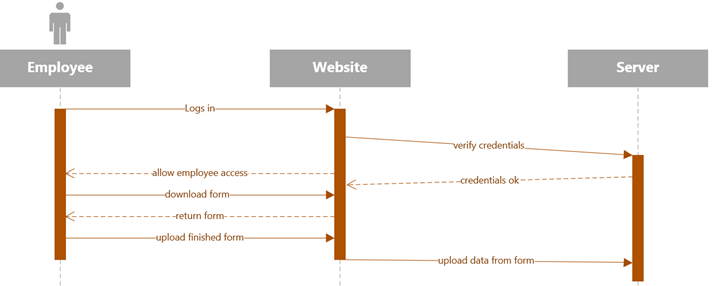 Employee
Website
Server
Logs in
verify credentials
allow employee access
credentials ok
download form
return form
upload finished form
upload data from form